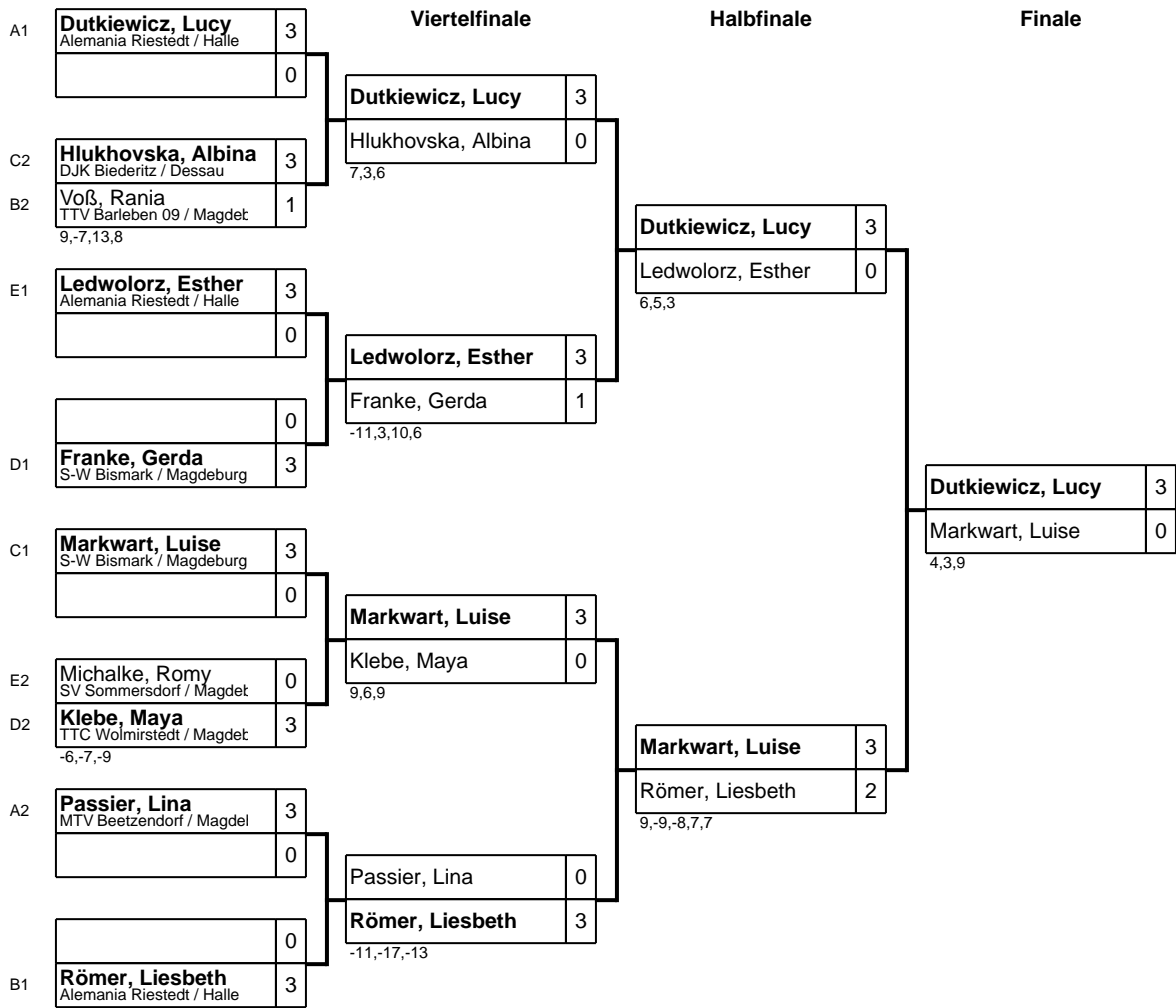 Viertelfinale Halbfinale Finale
A1 Dutkiewicz, Lucy 3
Alemania Riestedt / Halle
0
C2 Hlukhovska, Albina 3
DJK Biederitz / Dessau
B2 Voß, Rania 1
TTV Barleben 09 / Magdeb
9,-7,13,8
E1 Ledwolorz, Esther 3
Alemania Riestedt / Halle
0
0
D1 Franke, Gerda 3
S-W Bismark / Magdeburg
C1 Markwart, Luise 3
S-W Bismark / Magdeburg
0
E2 Michalke, Romy 0
SV Sommersdorf / Magdeb
D2 Klebe, Maya 3
TTC Wolmirstedt / Magdeb
-6,-7,-9
A2 Passier, Lina 3
MTV Beetzendorf / Magdel
0
0
B1 Römer, Liesbeth 3
Alemania Riestedt / Halle
Dutkiewicz, Lucy 3
Hlukhovska, Albina 0
7,3,6
Ledwolorz, Esther 3
Franke, Gerda 1
-11,3,10,6
Markwart, Luise 3
Klebe, Maya 0
9,6,9
Passier, Lina 0
Römer, Liesbeth 3
-11,-17,-13
Dutkiewicz, Lucy 3
Ledwolorz, Esther 0
6,5,3
Markwart, Luise 3
Römer, Liesbeth 2
9,-9,-8,7,7
Dutkiewicz, Lucy 3
Markwart, Luise 0
4,3,9